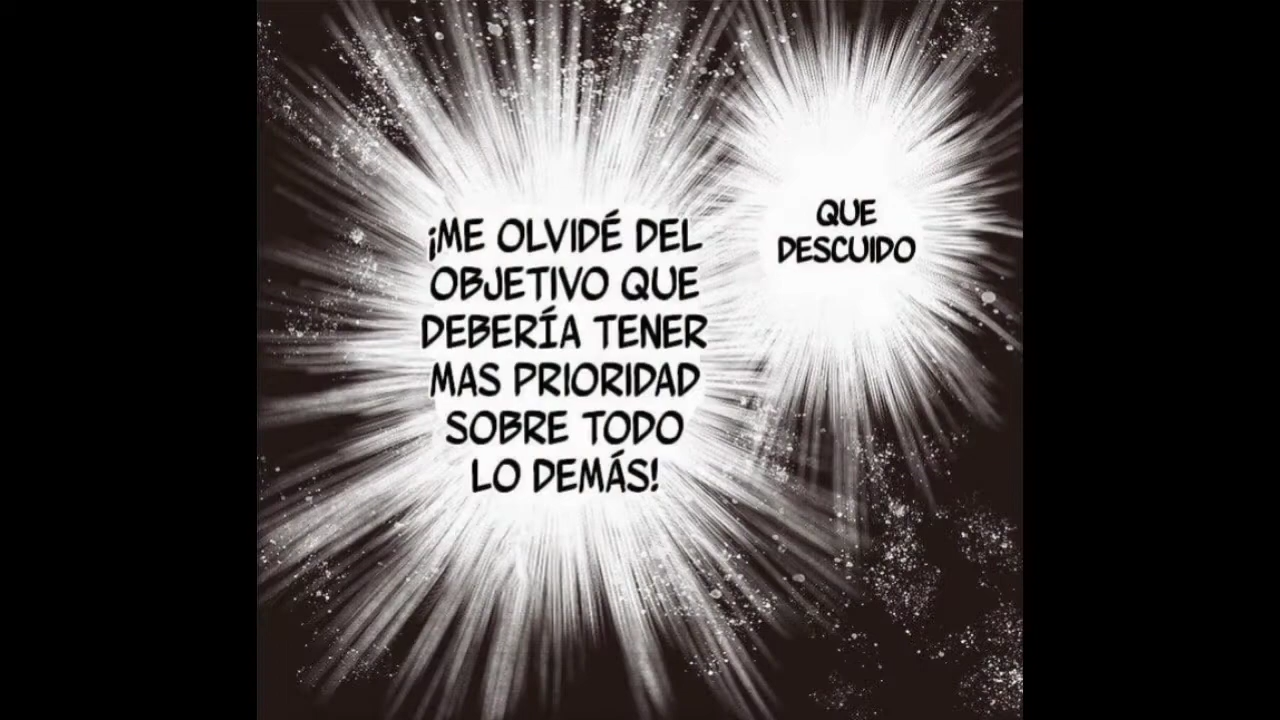 QUE
DESCUIDO
¡ME OLVIDÉ DEL
OBJETIVO QUE
DEBERÍA TENER
MAS PRIORIDAD
SOBRE TODO
LO DEMÁS!